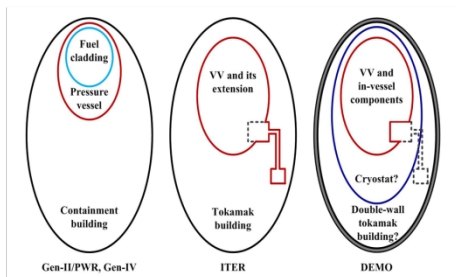 Fuel
cladding
Pressure
vessel
Containment
building
Gen-II/PWR, Gen-IV
VV and its
extension
Tokamak
building
ITER
VV and
in-vessel
components
Cryostat?
Double-wall
tokamak
building?
DEMO